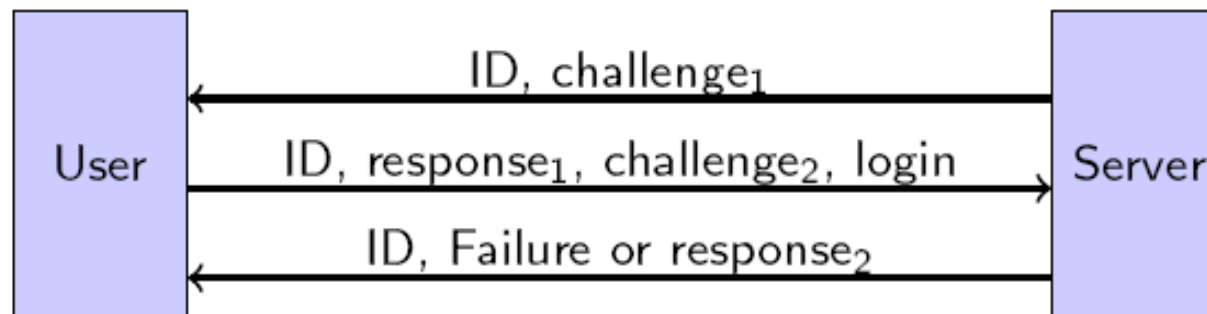 ID, challenge₁
User
ID, response₁, challenge₂, login
Server
ID, Failure or response₂